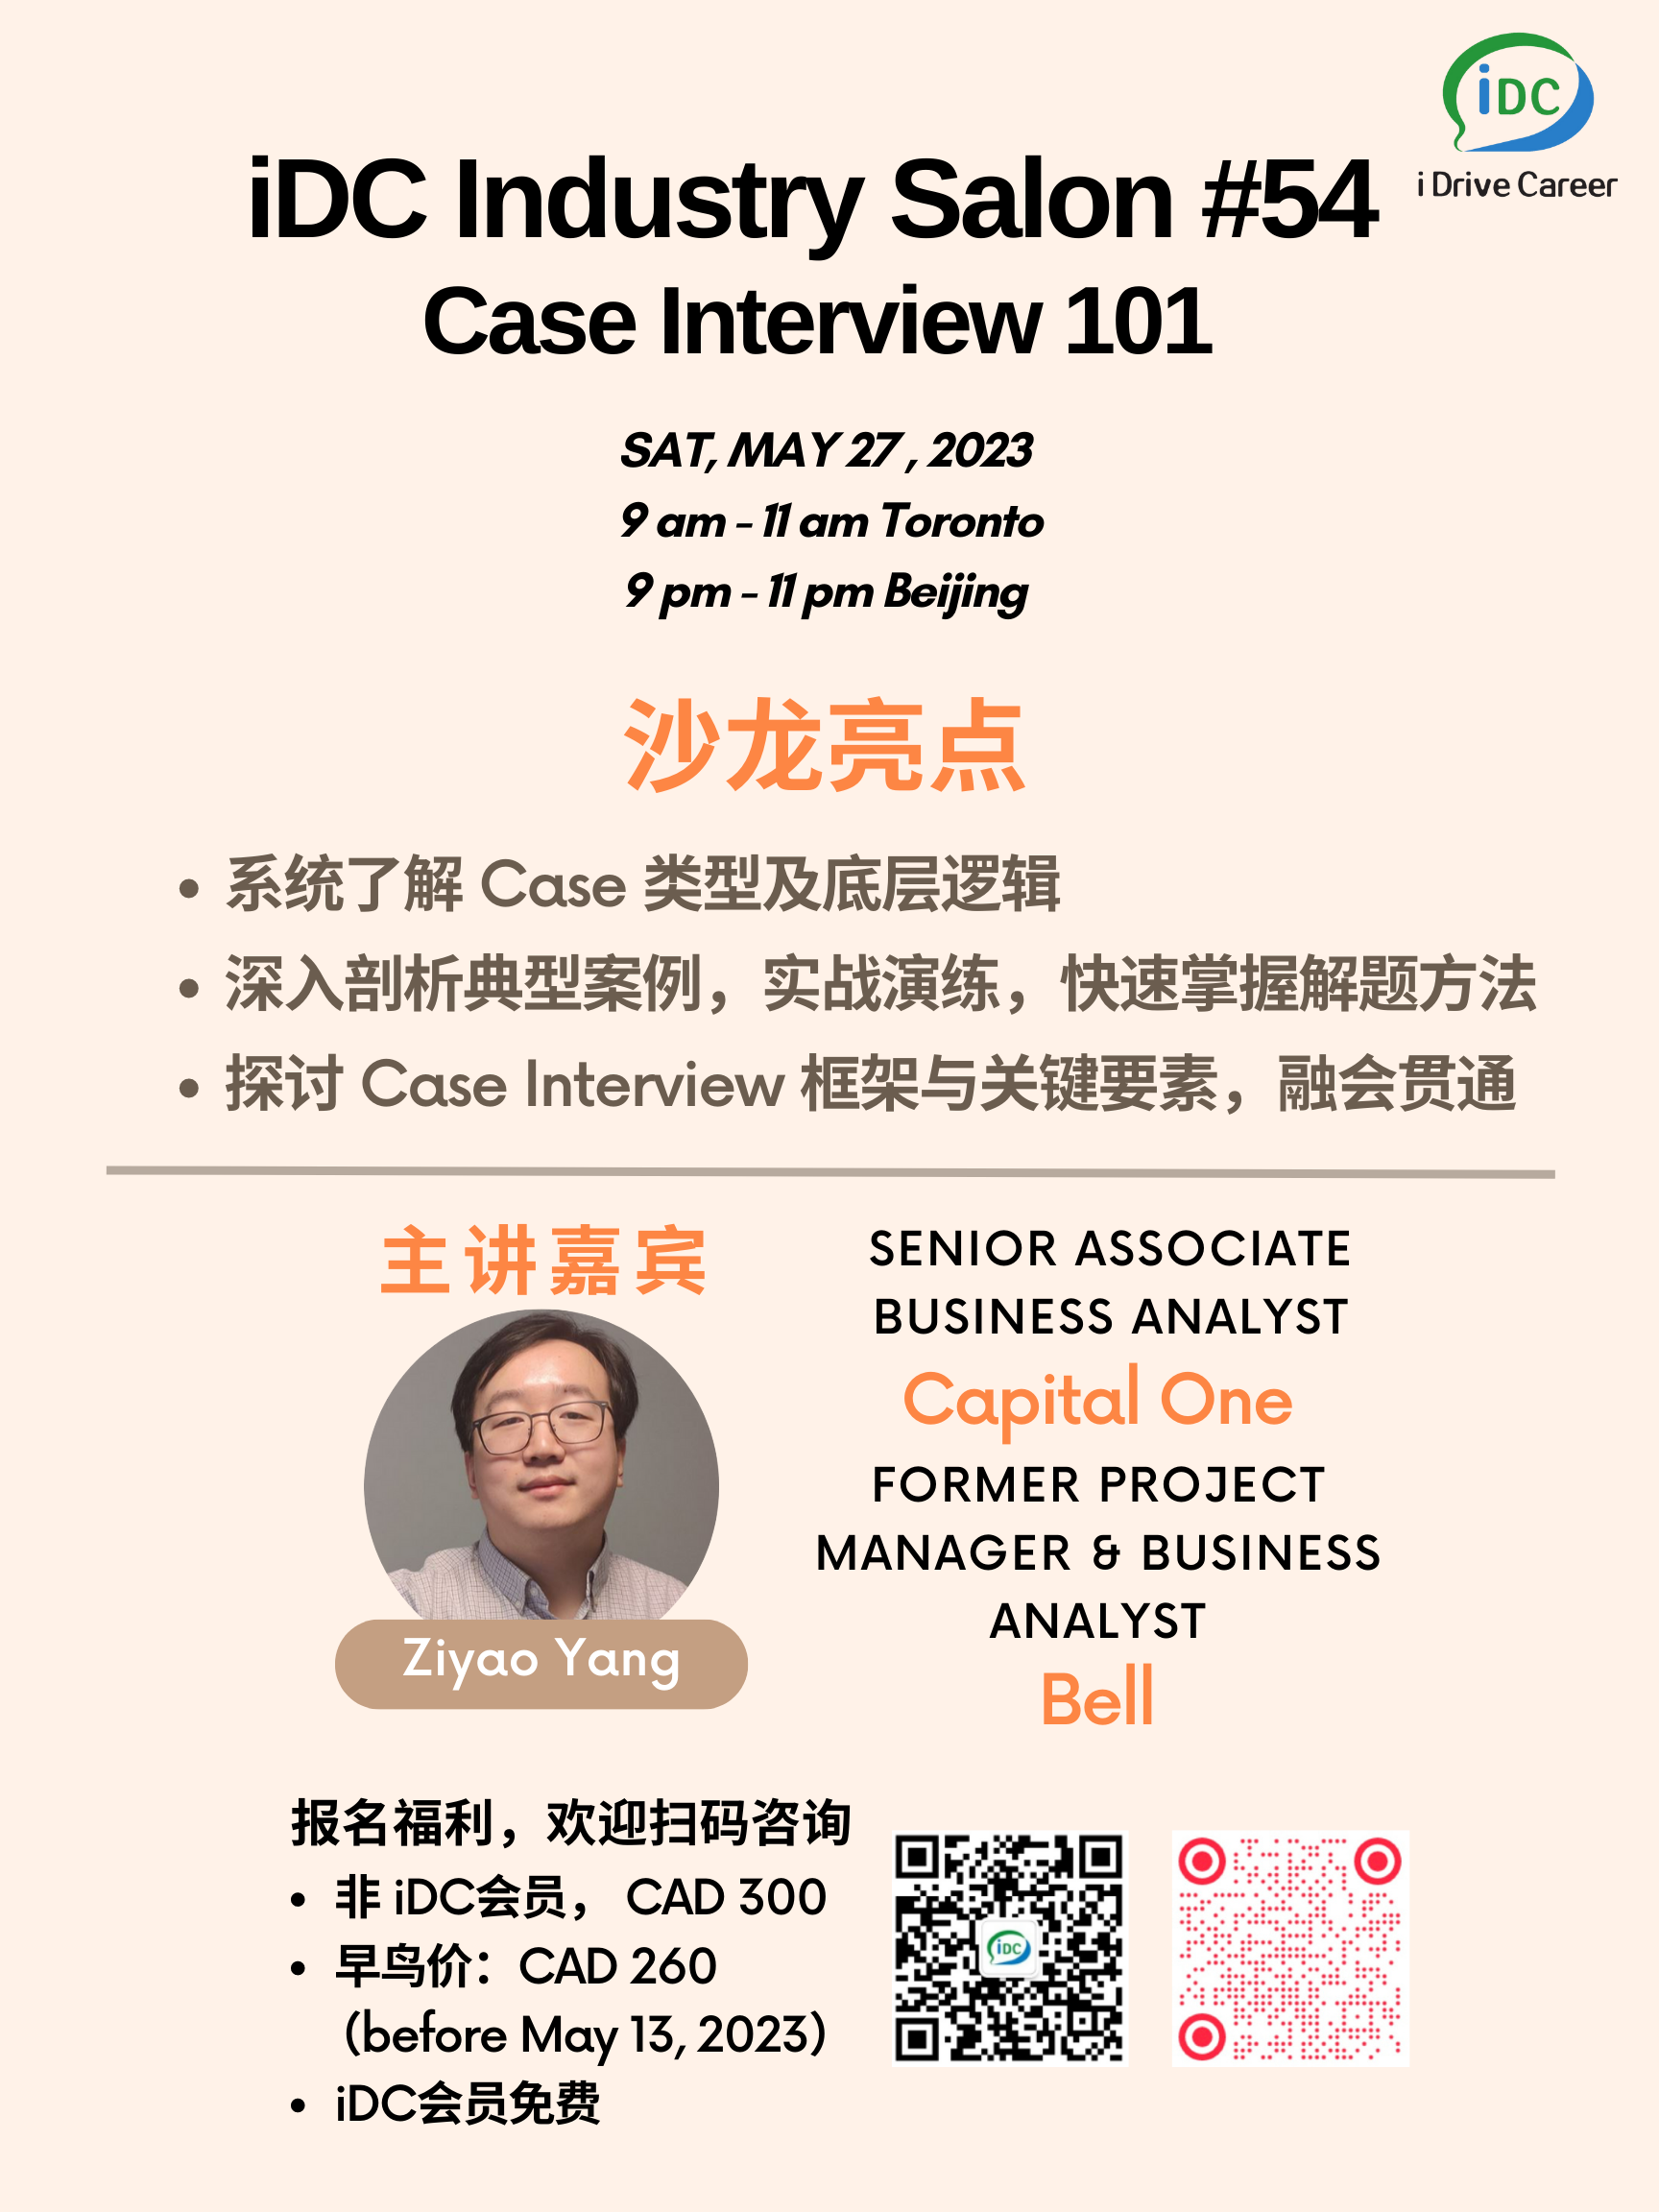 iDC
i Drive Career
iDC Industry Salon #54
Case Interview 101
SAT, MAY 27 , 2023
9 am - 11 am Toronto
9 pm - 11 pm Beijing
沙龙亮点
• 系统了解 Case 类型及底层逻辑
• 深入剖析典型案例，实战演练，快速掌握解题方法
• 探讨 Case Interview 框架与关键要素，融会贯通
主讲嘉宾
Ziyao Yang
SENIOR ASSOCIATE
BUSINESS ANALYST
Capital One
FORMER PROJECT
MANAGER & BUSINESS
ANALYST
Bell
报名福利，欢迎扫码咨询
• 非 iDC会员， CAD 300
• 早鸟价：CAD 260
（before May 13, 2023）
• iDC会员免费
iDC